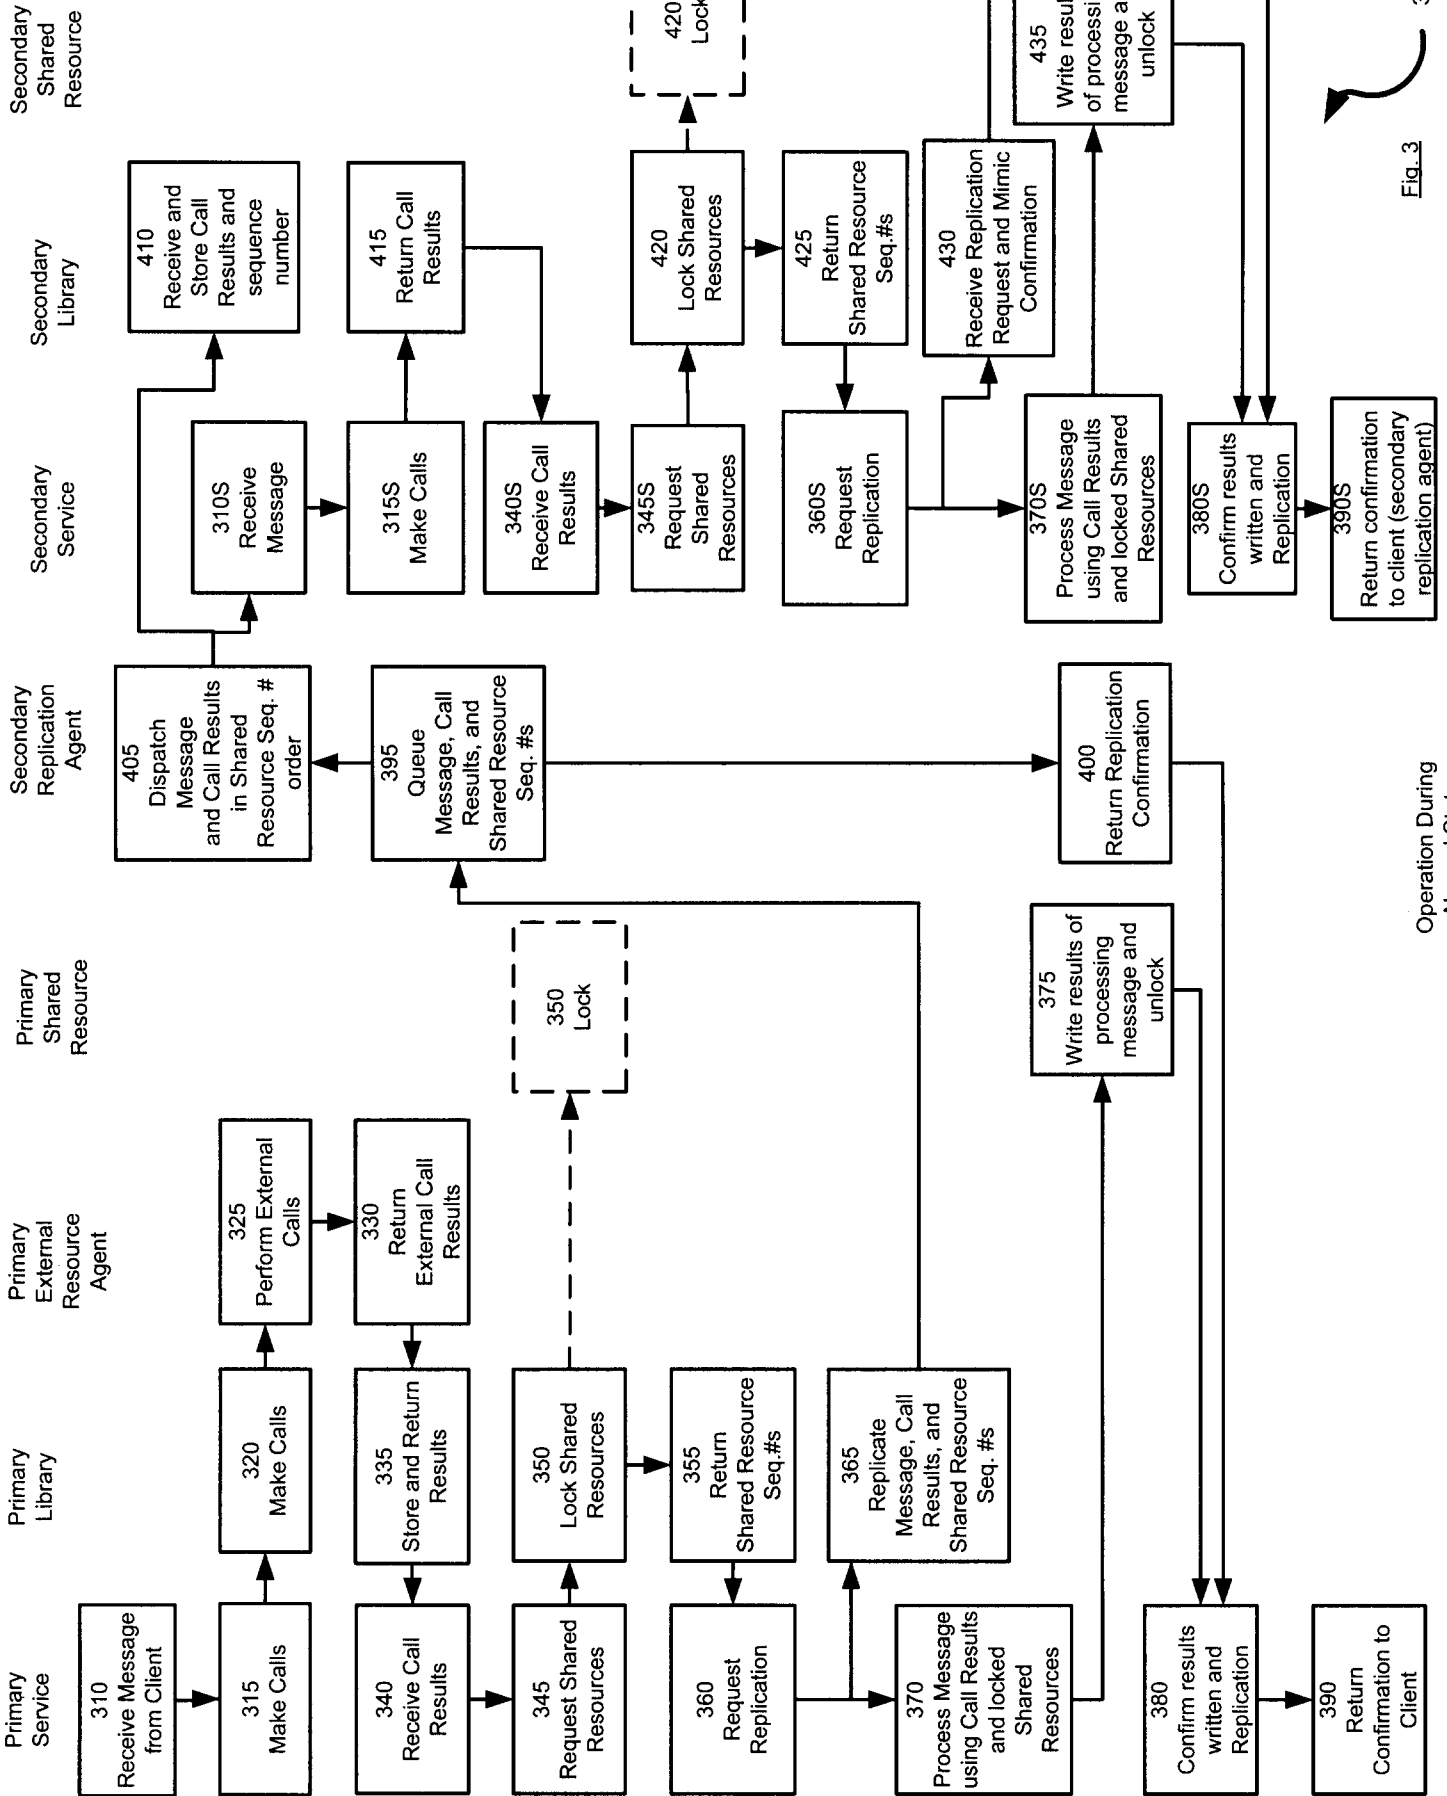 Primary
Service
Primary
Library
Primary
External
Resource
Agent
Primary
Shared
Resource
Secondary
Replication
Agent
Secondary
Service
Secondary
Library
Secondary
Shared
Resource
310
Receive Message
from Client
315
Make Calls
320
Make Calls
325
Perform External
Calls
330
Return
External Call
Results
335
Store and Return
Results
340
Receive Call
Results
345
Request Shared
Resources
350
Lock Shared
Resources
350
Lock
355
Return
Shared Resource
Seq.#s
360
Request
Replication
365
Replicate
Message, Call
Results, and
Shared Resource
Seq. #s
370
Process Message
using Call Results
and locked
Shared
Resources
375
Write results of
processing
message and
unlock
380
Confirm results
written and
Replication
390
Return
Confirmation to
Client
395
Queue
Message, Call
Results, and
Shared Resource
Seq. #s
400
Return Replication
Confirmation
405
Dispatch
Message
and Call Results
in Shared
Resource Seq. #
order
410
Receive and
Store Call
Results and
sequence
number
310S
Receive
Message
315S
Make Calls
415
Return Call
Results
340S
Receive Call
Results
345S
Request
Shared
Resources
420
Lock Shared
Resources
420
Lock
425
Return
Shared Resource
Seq.#s
360S
Request
Replication
430
Receive Replication
Request and Mimic
Confirmation
370S
Process Message
using Call Results
and locked Shared
Resources
435
Write
of
message
unlock
380S
Confirm results
written and
Replication
390S
Return confirmation
to client (secondary
replication agent)
Operation During
Fig. 3